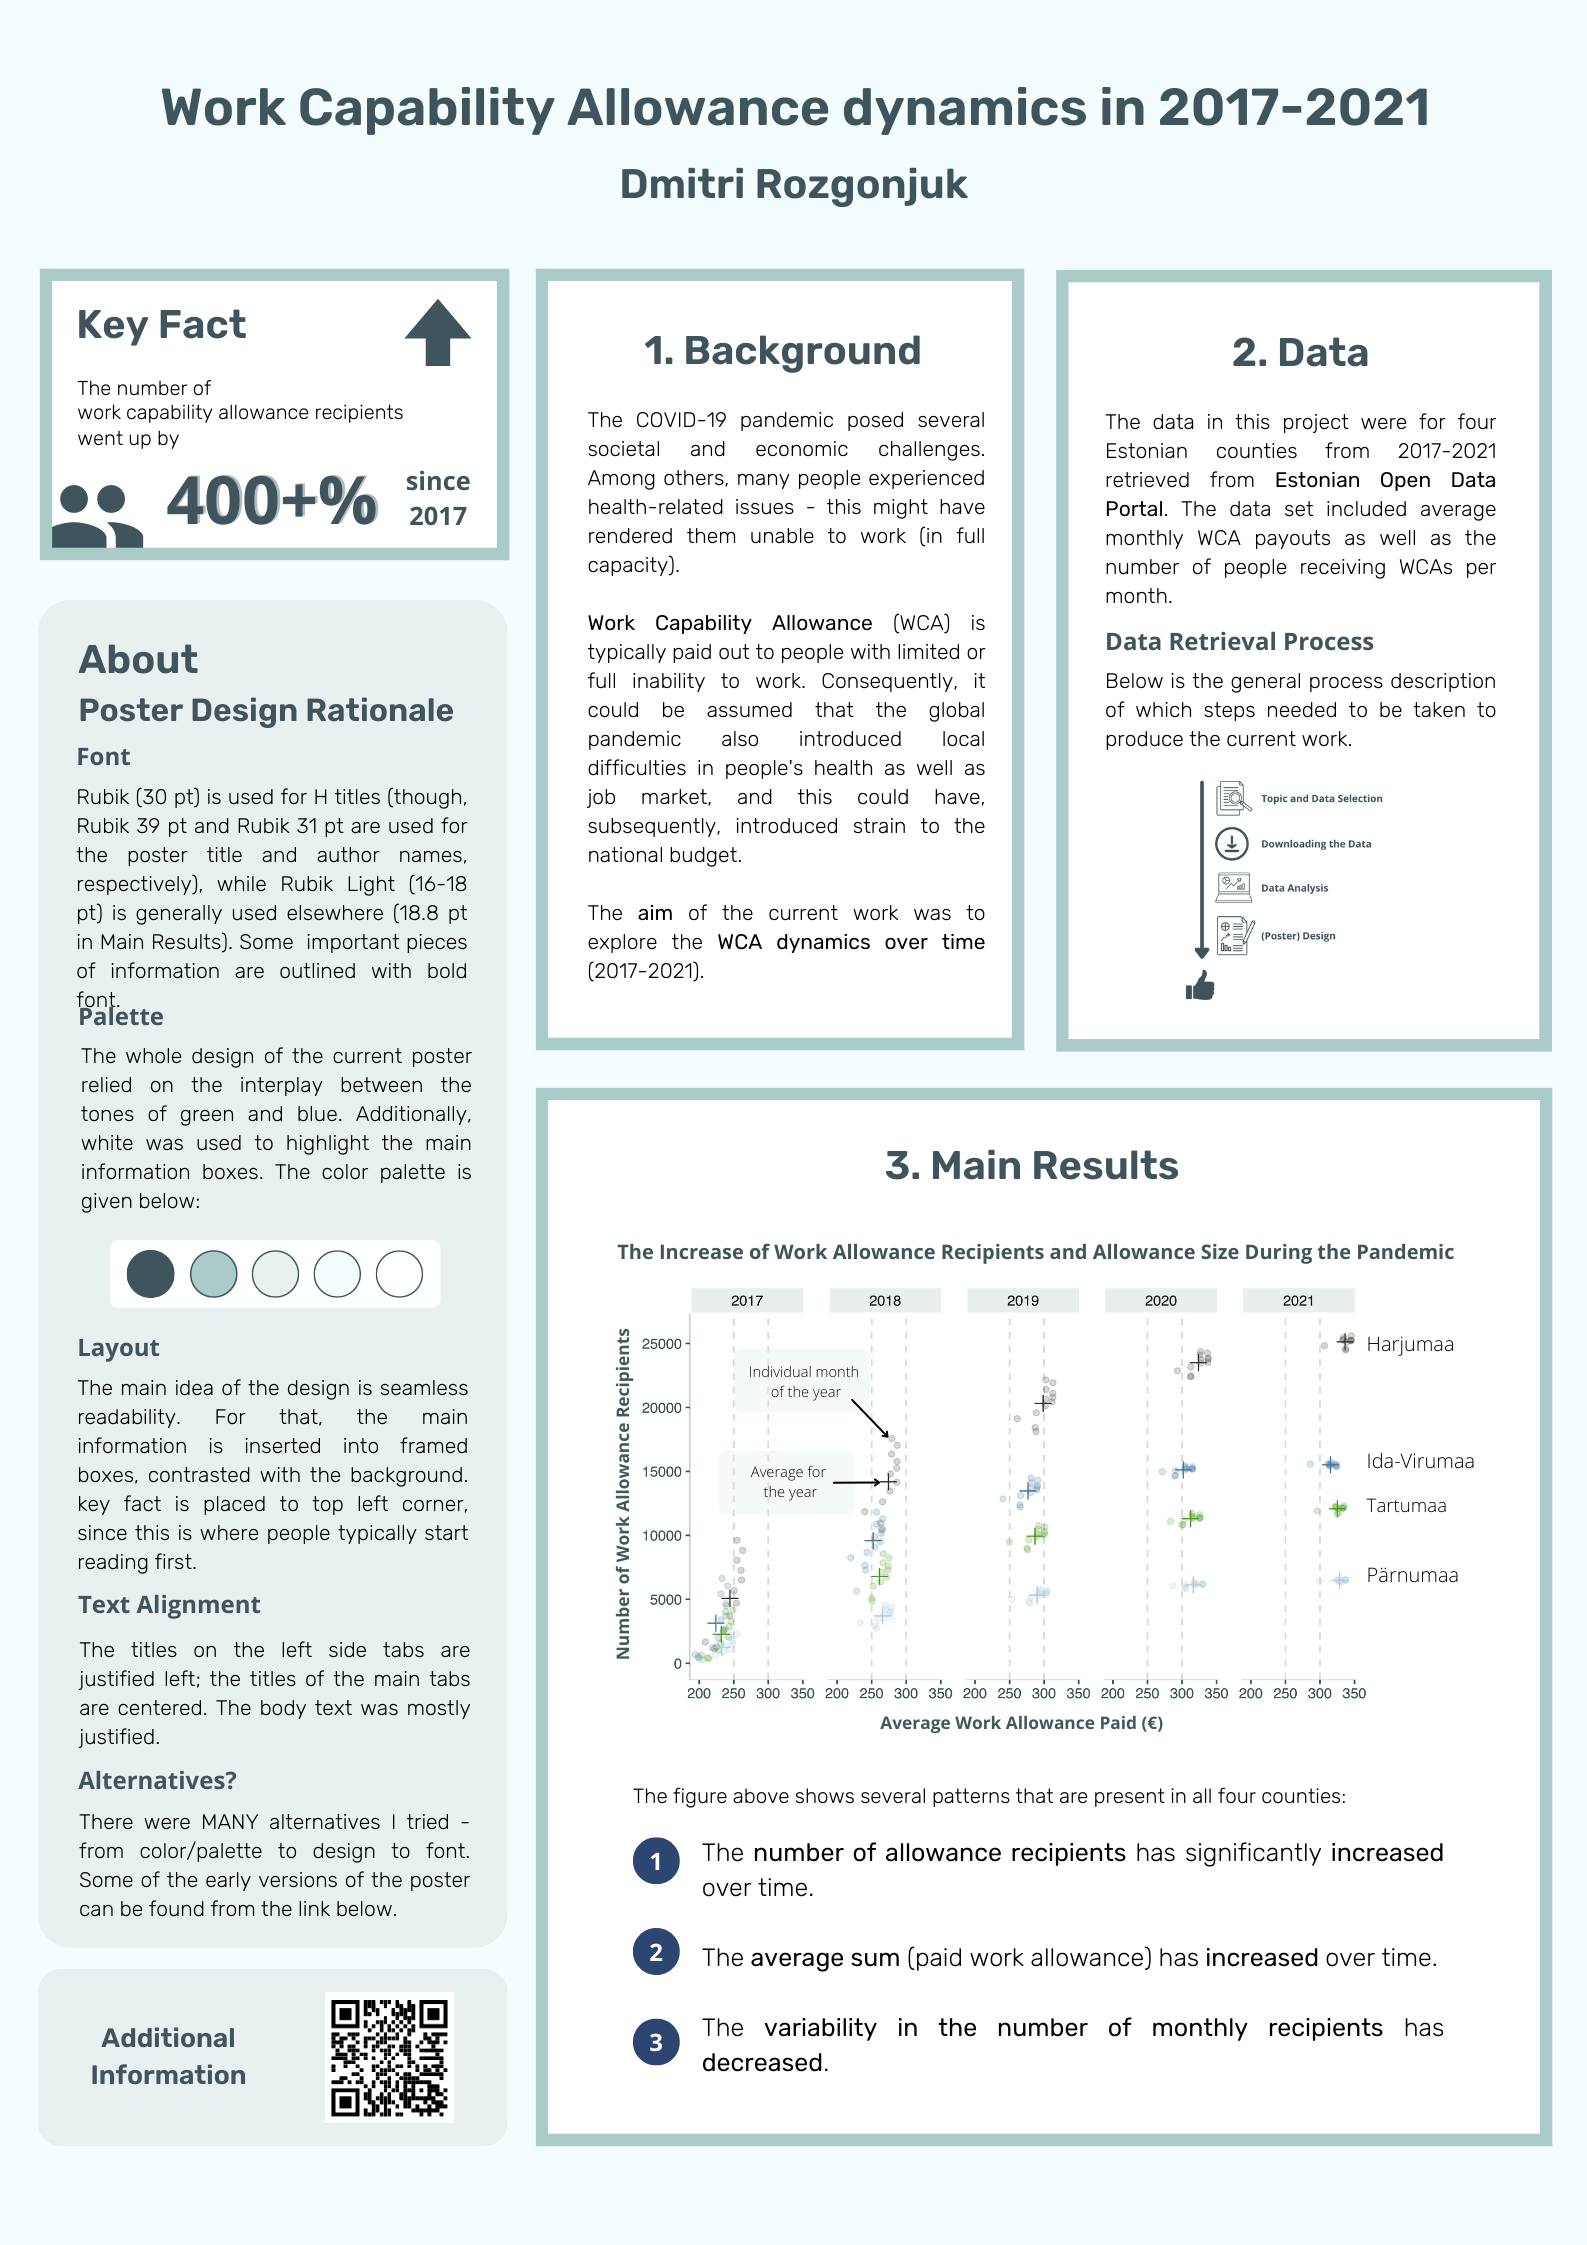 Work Capability Allowance dynamics in 2017-2021
Dmitri Rozgonjuk
Key Fact
The number of
work capability allowance recipients
went up by
400+%
since
2017
About
Poster Design Rationale
Font
Rubik (30 pt) is used for H titles (though,
Rubik 39 pt and Rubik 31 pt are used for
the poster title and author names,
respectively), while Rubik Light (16-18
pt) is generally used elsewhere (18.8 pt
in Main Results). Some important pieces
of information are outlined with bold
font.
Palette
The whole design of the current poster
relied on the interplay between the
tones of green and blue. Additionally,
white was used to highlight the main
information boxes. The color palette is
given below:
Layout
The main idea of the design is seamless
readability. For that, the main
information is inserted into framed
boxes, contrasted with the background.
key fact is placed to top left corner,
since this is where people typically start
reading first.
Text Alignment
The titles on the left side tabs are
justified left; the titles of the main tabs
are centered. The body text was mostly
justified.
Alternatives?
There were MANY alternatives I tried -
from color/palette to design to font.
Some of the early versions of the poster
can be found from the link below.
Additional
Information
1. Background
The COVID-19 pandemic posed several
societal and economic challenges.
Among others, many people experienced
health-related issues - this might have
rendered them unable to work (in full
capacity).
Work Capability Allowance (WCA) is
typically paid out to people with limited or
full inability to work. Consequently, it
could be assumed that the global
pandemic also introduced local
difficulties in people's health as well as
job market, and this could have,
subsequently, introduced strain to the
national budget.
The aim of the current work was to
explore the WCA dynamics over time
(2017-2021).
2. Data
The data in this project were for four
Estonian counties from 2017-2021
retrieved from Estonian Open Data
Portal. The data set included average
monthly WCA payouts as well as the
number of people receiving WCAs per
month.
Data Retrieval Process
Below is the general process description
of which steps needed to be taken to
produce the current work.
Topic and Data Selection
Downloading the Data
Data Analysis
(Poster) Design
3. Main Results
The Increase of Work Allowance Recipients and Allowance Size During the Pandemic
2017 2018 2019 2020 2021
Number of Work Allowance Recipients
25000
20000
15000
10000
5000
0
Individual month
of the year
Average for
the year
Harjumaa
Ida-Virumaa
Tartumaa
Pärnumaa
200 250 300 350 200 250 300 350 200 250 300 350 200 250 300 350 200 250 300 350
Average Work Allowance Paid (€)
The figure above shows several patterns that are present in all four counties:
1 The number of allowance recipients has significantly increased
over time.
2 The average sum (paid work allowance) has increased over time.
3 The variability in the number of monthly recipients has
decreased.